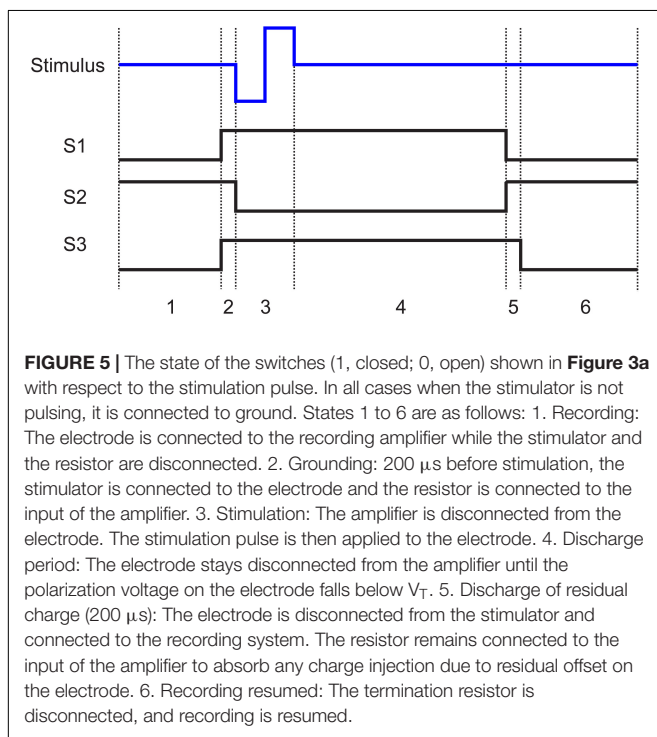 Stimulus
S1
S2
S3
1 2 3 4 5 6
FIGURE 5 | The state of the switches (1, closed; 0, open) shown in Figure 3a
with respect to the stimulation pulse. In all cases when the stimulator is not
pulsing, it is connected to ground. States 1 to 6 are as follows: 1. Recording:
The electrode is connected to the recording amplifier while the stimulator and
the resistor are disconnected. 2. Grounding: 200 μs before stimulation, the
stimulator is connected to the electrode and the resistor is connected to the
input of the amplifier. 3. Stimulation: The amplifier is disconnected from the
electrode. The stimulation pulse is then applied to the electrode. 4. Discharge
period: The electrode stays disconnected from the amplifier until the
polarization voltage on the electrode falls below VT. 5. Discharge of residual
charge (200 μs): The electrode is disconnected from the stimulator and
connected to the recording system. The resistor remains connected to the
input of the amplifier to absorb any charge injection due to residual offset on
the electrode. 6. Recording resumed: The termination resistor is
disconnected, and recording is resumed.